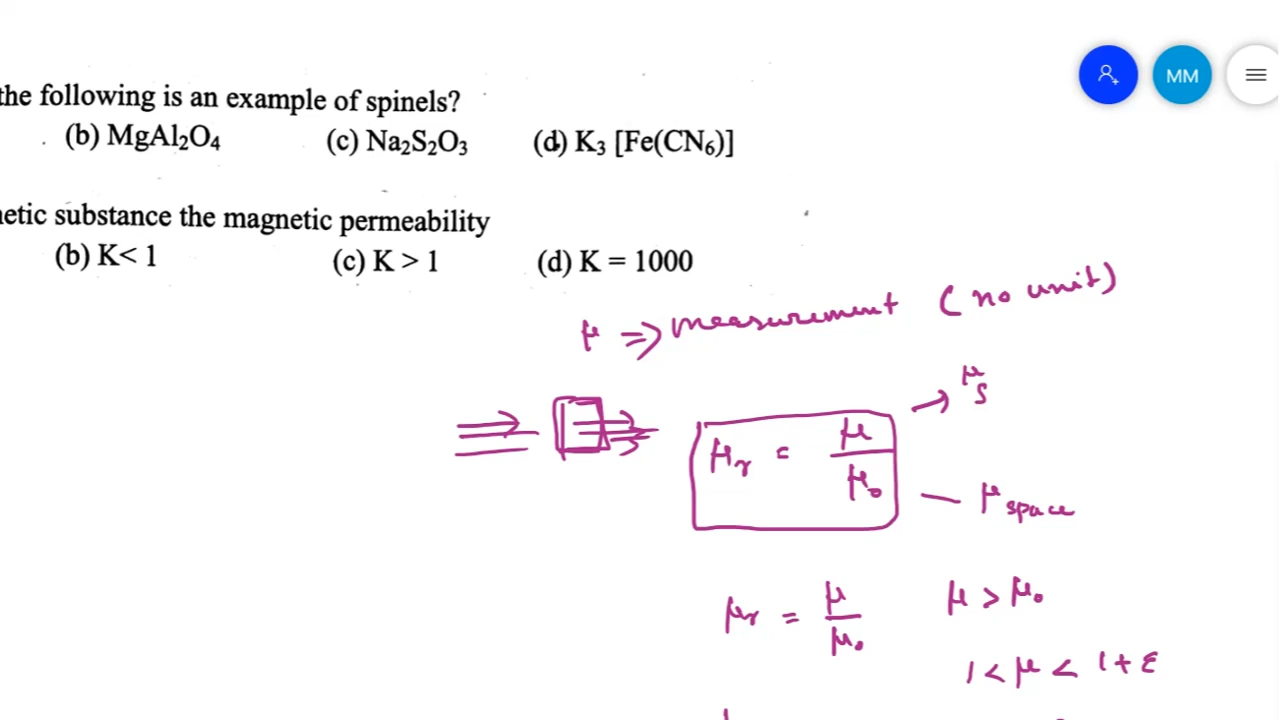 MM
the following is an example of spinels?
(b) MgAl₂O₄ (c) Na₂S₂O₃ (d) K₃ [Fe(CN₆)]
netic substance the magnetic permeability
(b) K< 1 (c) K > 1 (d) K = 1000
μ => measurement (no unit)
μs
μr = μ/μ₀
μspace
μr = μ/μ₀ μ > μ₀
1 < μ < 1+ε